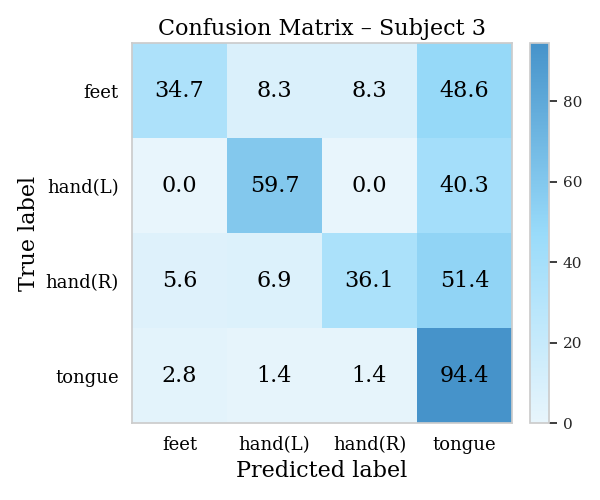 Confusion Matrix – Subject 3
feet 34.7 8.3 8.3 48.6
hand(L) 0.0 59.7 0.0 40.3
hand(R) 5.6 6.9 36.1 51.4
tongue 2.8 1.4 1.4 94.4
feet hand(L) hand(R) tongue
Predicted label
True label
80
60
40
20
0